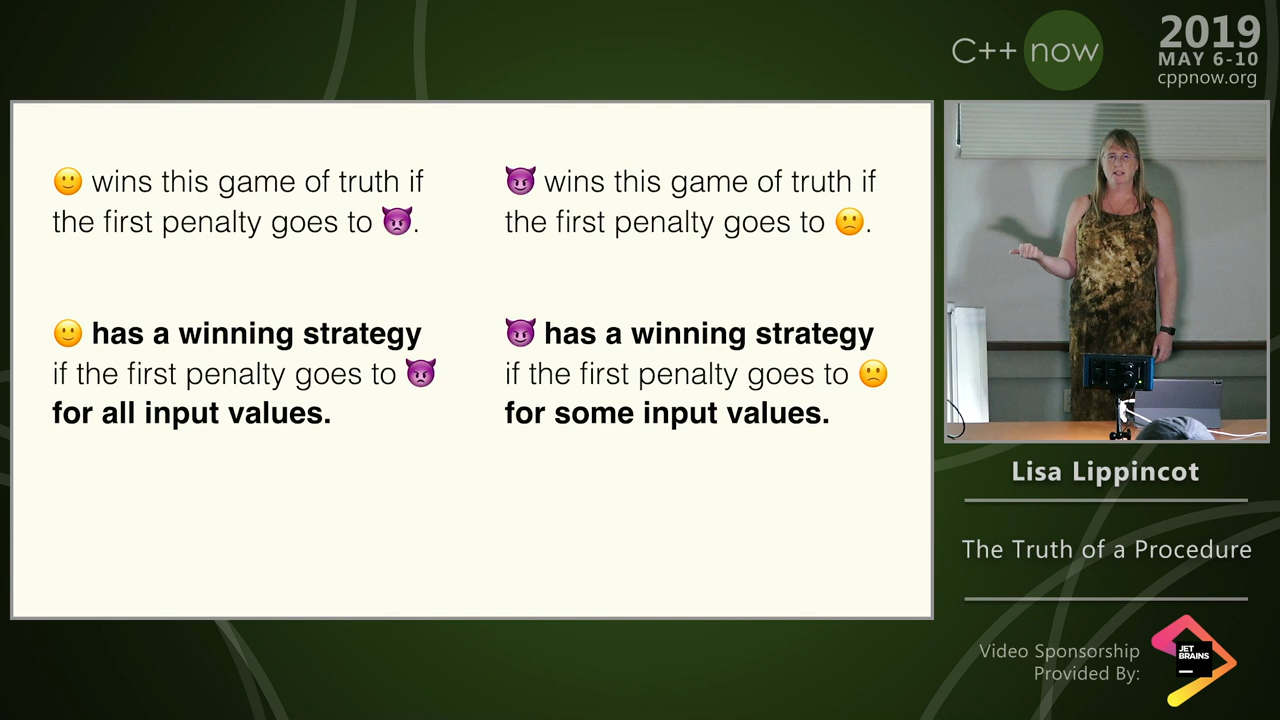 C++ now
2019
MAY 6-10
cppnow.org
🙂 wins this game of truth if
the first penalty goes to 👿.
😈 wins this game of truth if
the first penalty goes to 🙁.
🙂 has a winning strategy
if the first penalty goes to 👿
for all input values.
😈 has a winning strategy
if the first penalty goes to 🙁
for some input values.
Lisa Lippincot
The Truth of a Procedure
Video Sponsorship
Provided By:
JET
BRAINS